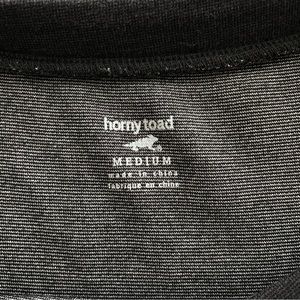 horny toad
MEDIUM
made in china
fabriqué en chine